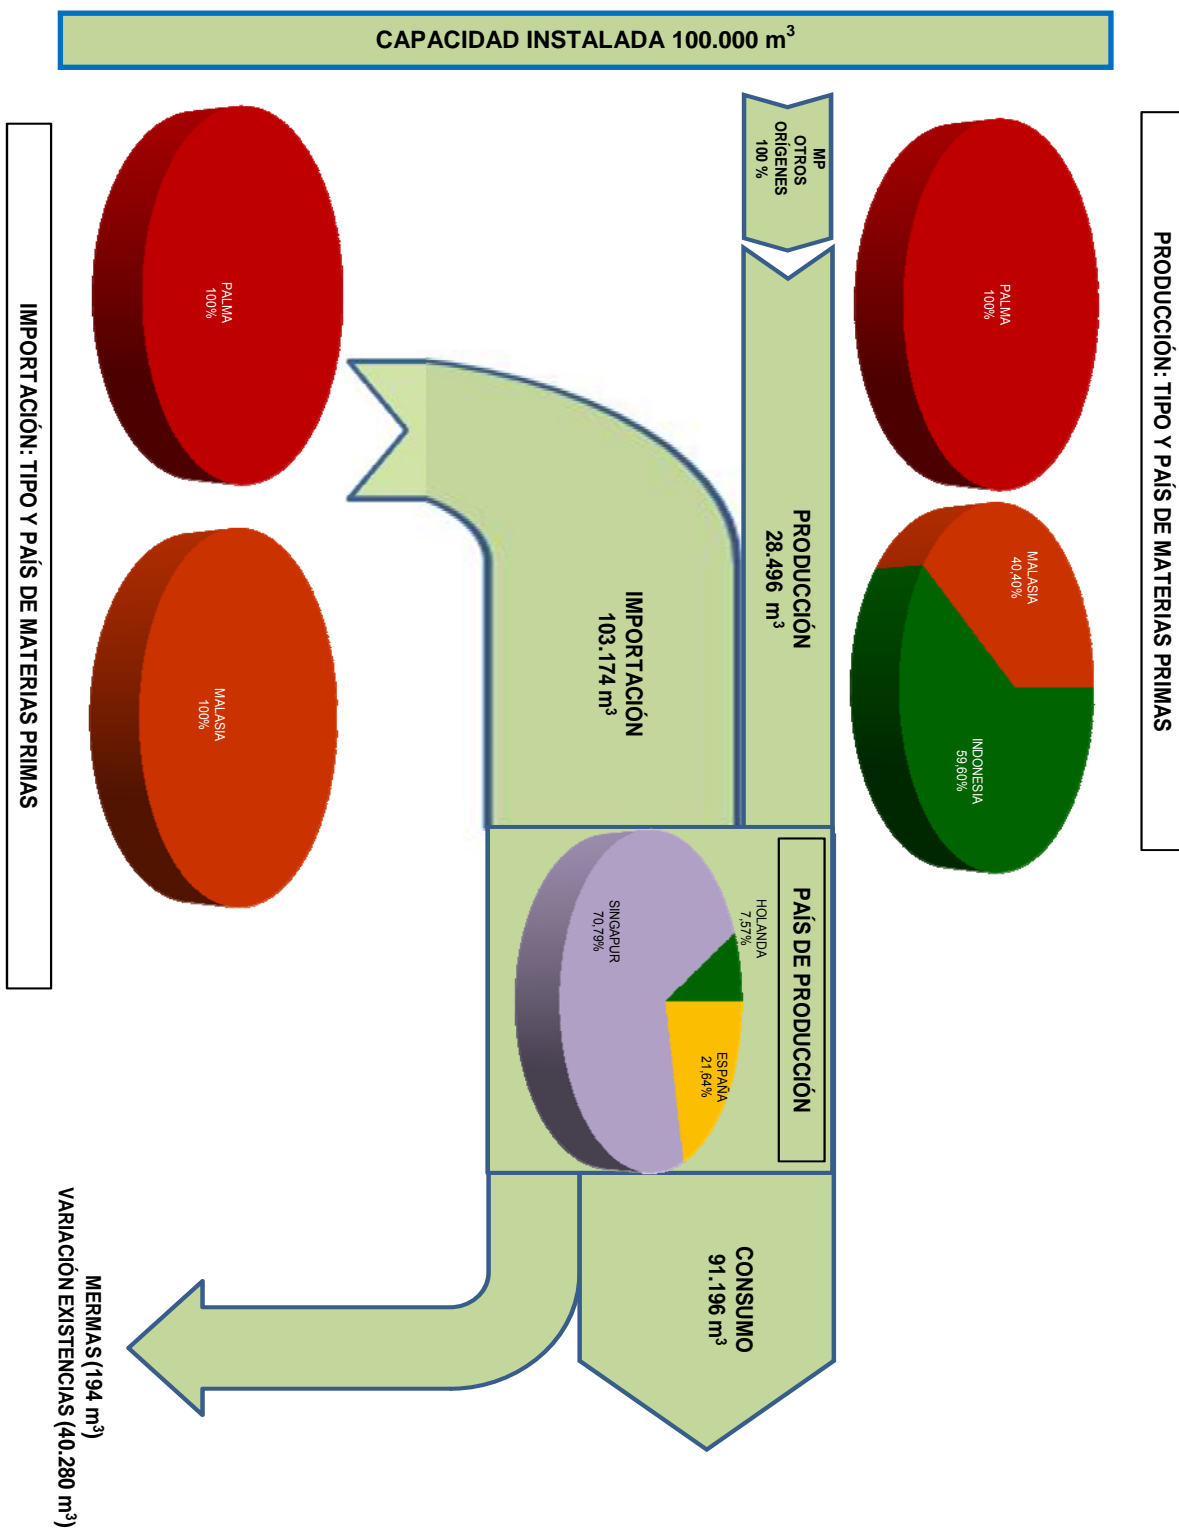 CAPACIDAD INSTALADA 100.000 m³
PRODUCCIÓN: TIPO Y PAÍS DE MATERIAS PRIMAS
PALMA
100%
MALASIA
40,40%
INDONESIA
59,60%
MP
OTROS
ORÍGENES
100 %
PRODUCCIÓN
28.496 m³
IMPORTACIÓN
103.174 m³
PAÍS DE PRODUCCIÓN
HOLANDA
7,57%
ESPAÑA
21,64%
SINGAPUR
70,79%
CONSUMO
91.196 m³
MERMAS (194 m³)
VARIACIÓN EXISTENCIAS (40.280 m³)
PALMA
100%
MALASIA
100%
IMPORTACIÓN: TIPO Y PAÍS DE MATERIAS PRIMAS